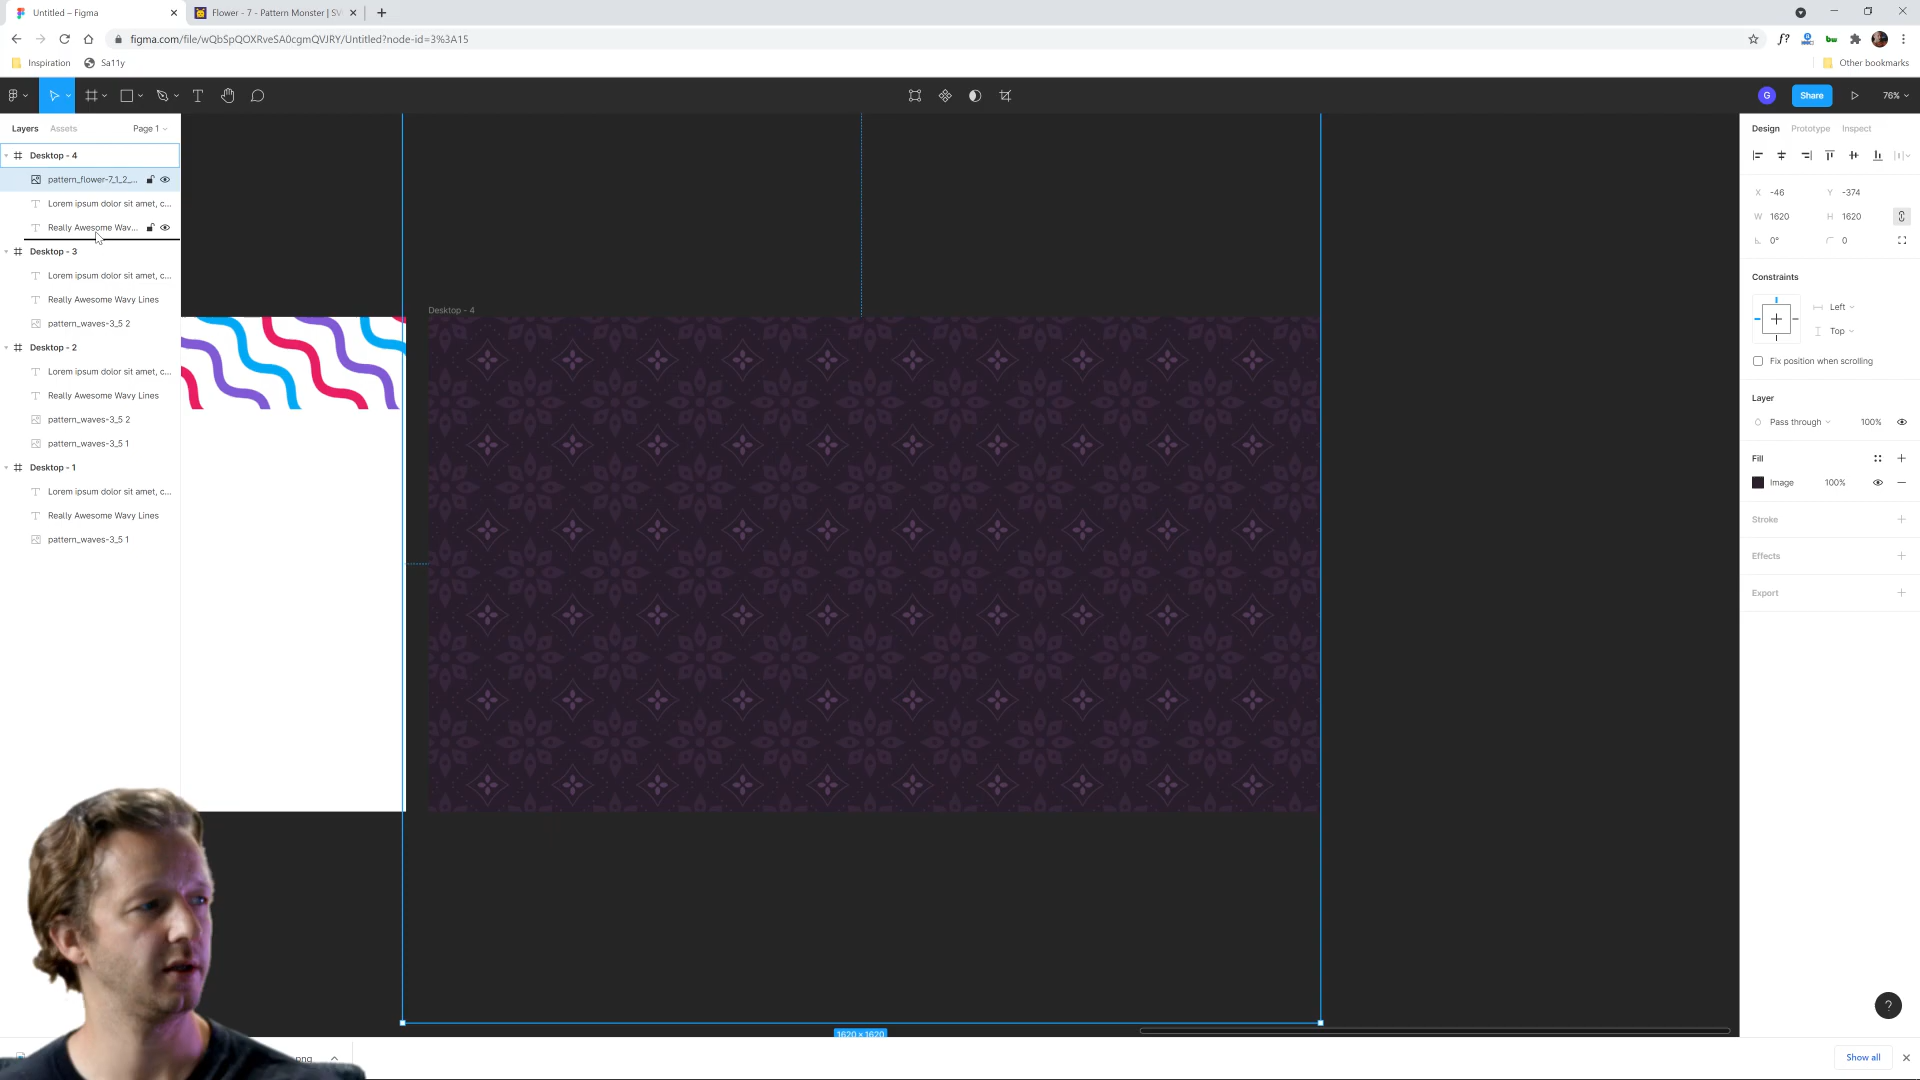 Untitled – Figma
Flower - 7 - Pattern Monster | SV
figma.com/file/wQbSpQOXRveSA0cgmQVJRY/Untitled?node-id=3%3A15
Inspiration
Sa11y
Other bookmarks
G
Share
76%
Layers
Assets
Page 1
Design
Prototype
Inspect
Desktop - 4
pattern_flower-7_1_2_...
Lorem ipsum dolor sit amet, c...
Really Awesome Wav...
Desktop - 3
Lorem ipsum dolor sit amet, c...
Really Awesome Wavy Lines
pattern_waves-3_5 2
Desktop - 2
Lorem ipsum dolor sit amet, c...
Really Awesome Wavy Lines
pattern_waves-3_5 2
pattern_waves-3_5 1
Desktop - 1
Lorem ipsum dolor sit amet, c...
Really Awesome Wavy Lines
pattern_waves-3_5 1
Desktop - 4
1620 × 1620
X -46
Y -374
W 1620
H 1620
0°
0
Constraints
Left
Top
Fix position when scrolling
Layer
Pass through
100%
Fill
Image
100%
Stroke
Effects
Export
?
.png
Show all